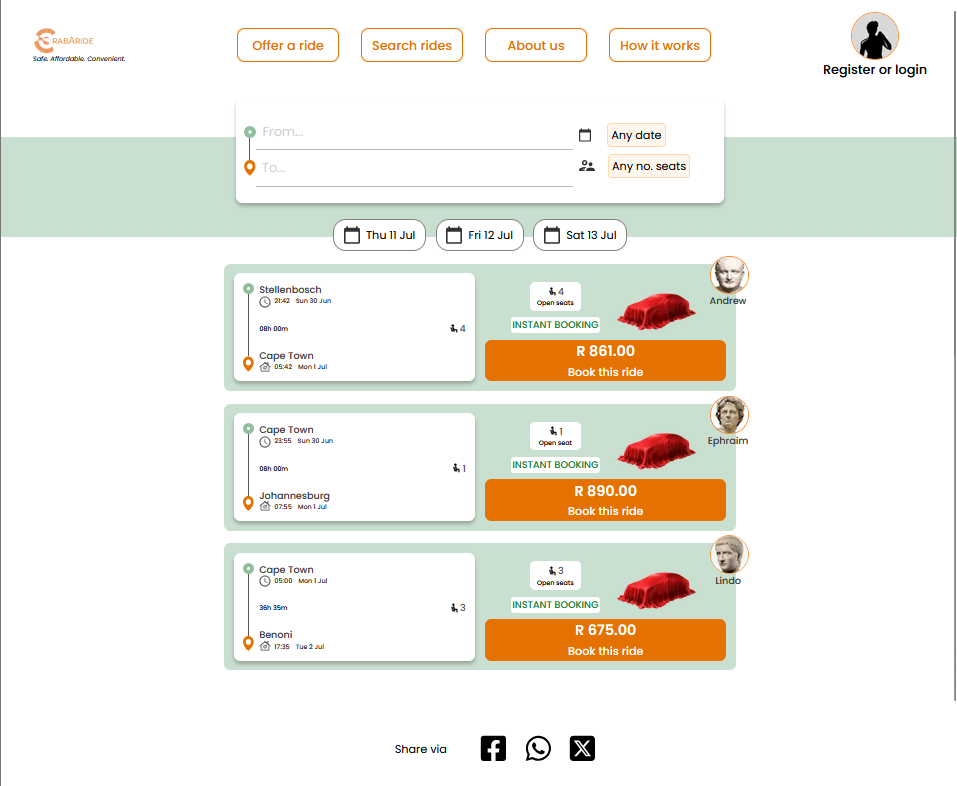 RABARIDE
Safe. Affordable. Convenient.
Offer a ride
Search rides
About us
How it works
Register or login
From...
Any date
To...
Any no. seats
Thu 11 Jul
Fri 12 Jul
Sat 13 Jul
Stellenbosch
21:42 Sun 30 Jun
08h 00m
4
Cape Town
05:42 Mon 1 Jul
4
Open seats
INSTANT BOOKING
Andrew
R 861.00
Book this ride
Cape Town
23:55 Sun 30 Jun
08h 00m
1
Johannesburg
07:55 Mon 1 Jul
1
Open seat
INSTANT BOOKING
Ephraim
R 890.00
Book this ride
Cape Town
05:00 Mon 1 Jul
36h 35m
3
Benoni
17:35 Tue 2 Jul
3
Open seats
INSTANT BOOKING
Lindo
R 675.00
Book this ride
Share via